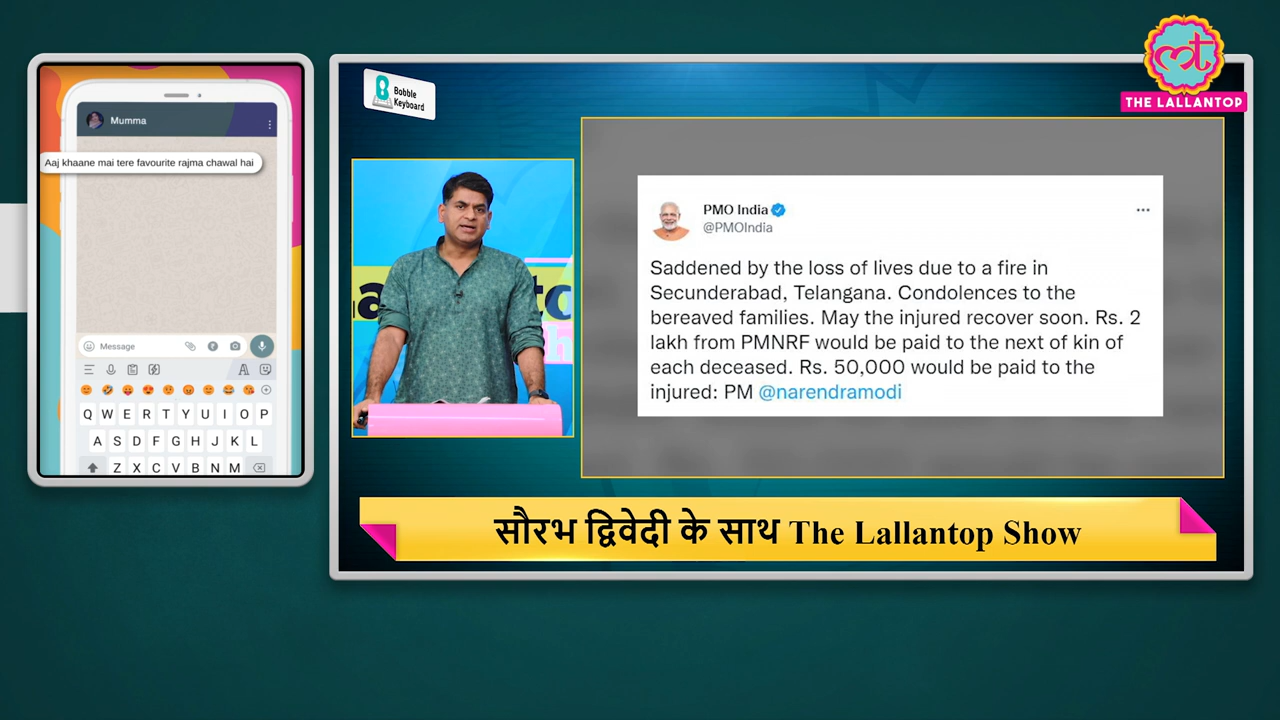 Mumma
Aaj khaane mai tere favourite rajma chawal hai
Message
Q W E R T Y U I O P
A S D F G H J K L
Z X C V B N M
Bobble
Keyboard
THE LALLANTOP
PMO India
@PMOIndia
Saddened by the loss of lives due to a fire in
Secunderabad, Telangana. Condolences to the
bereaved families. May the injured recover soon. Rs. 2
lakh from PMNRF would be paid to the next of kin of
each deceased. Rs. 50,000 would be paid to the
injured: PM @narendramodi
सौरभ द्विवेदी के साथ The Lallantop Show